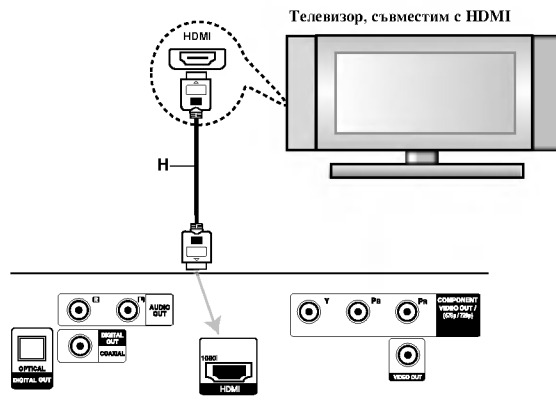 Телевизор, съвместим с HDMI
HDMI
H
L
R
AUDIO
OUT
DIGITAL
OUT
COAXIAL
OPTICAL
DIGITAL OUT
1080i
HDMI
Y
PB
PR
COMPONENT
VIDEO OUT /
VIDEO OUT